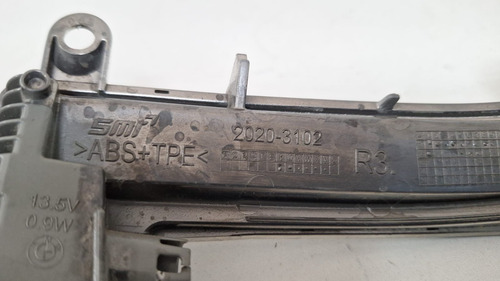 smr
2020-3102
>ABS+TPE<
R3
13.5V
0.9W